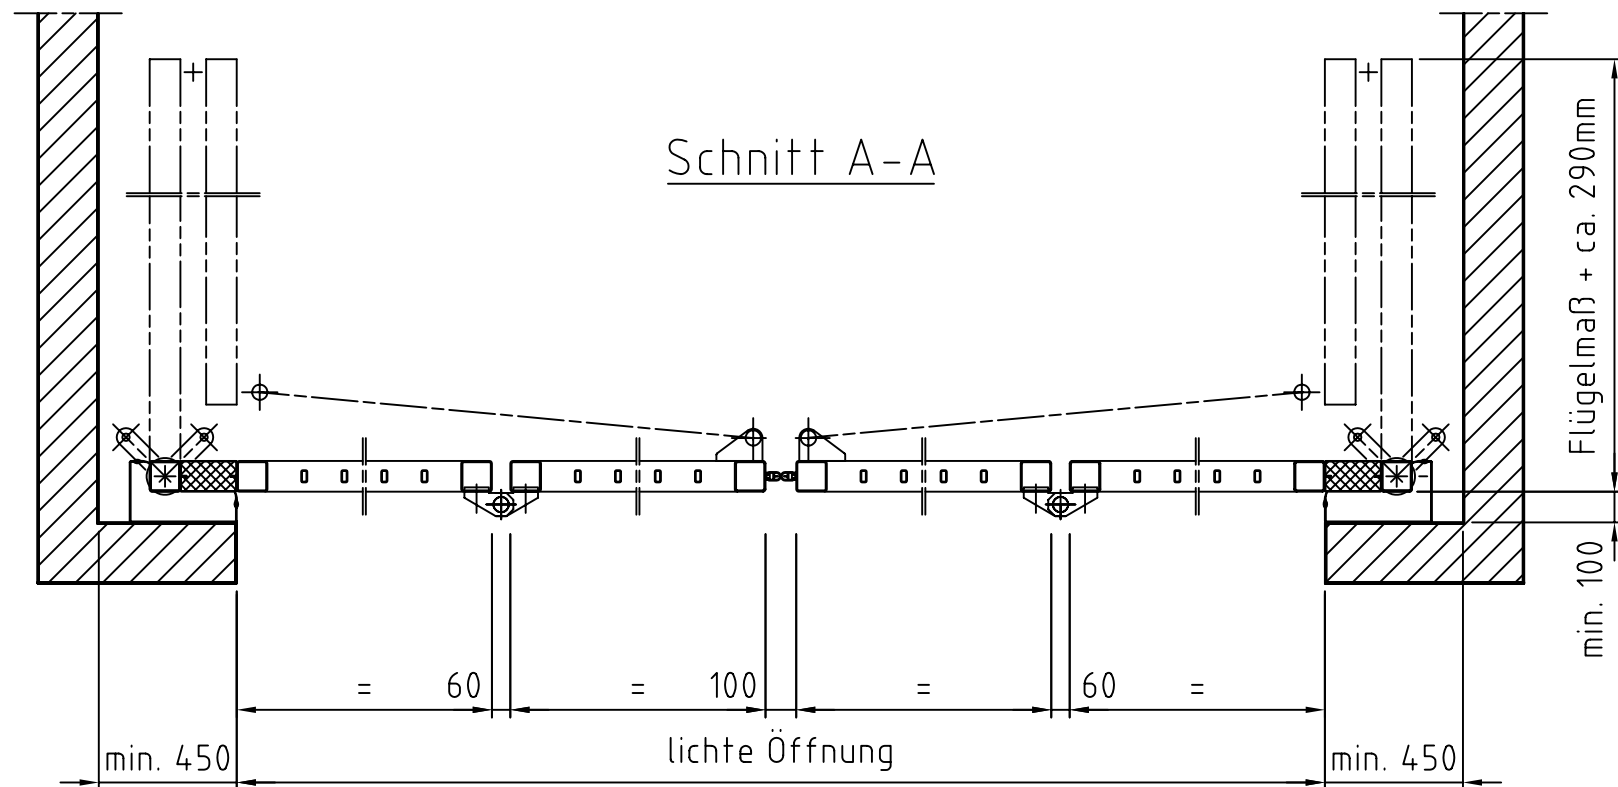 Schnitt A-A
Flügelmaß + ca. 290mm
min. 100
= 60 = 100 = 60 =
min. 450 lichte Öffnung min. 450